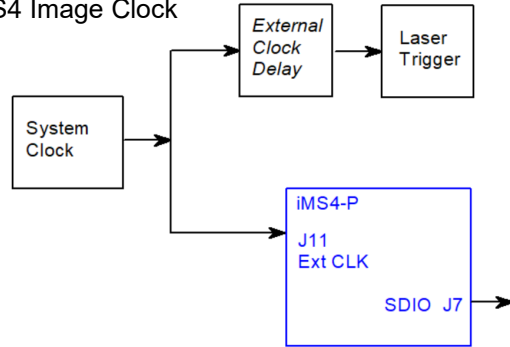 S4 Image Clock
External
Clock
Delay
Laser
Trigger
System
Clock
iMS4-P
J11
Ext CLK
SDIO J7